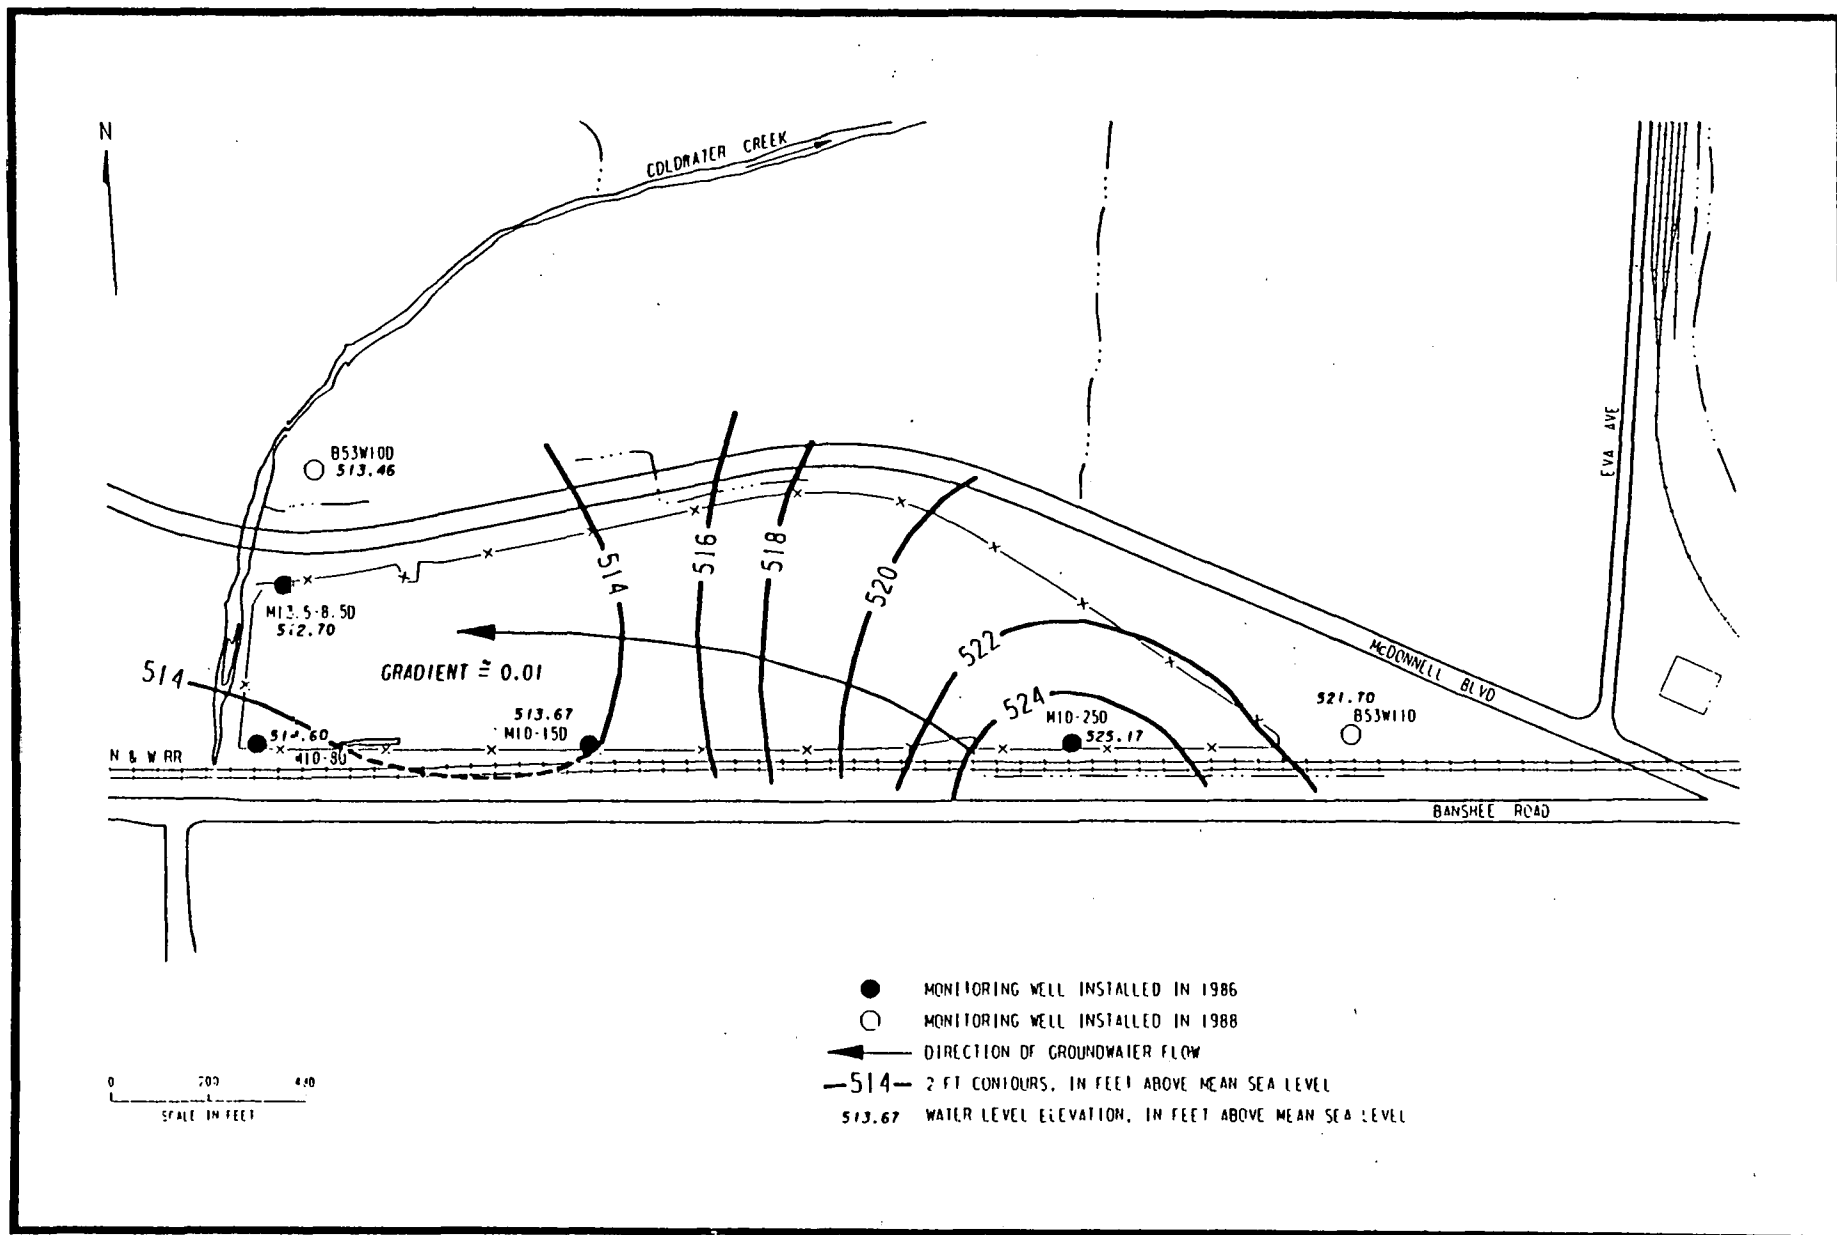 N
COLDWATER CREEK
B53W10D
513.46
EVA AVE
514
516
518
520
522
524
M13.5-8.5D
512.70
514
GRADIENT ≅ 0.01
513.67
M10-15D
M10-25D
525.17
521.70
B53W11D
McDONNELL BLVD
N & W RR
BANSHEE ROAD
MONITORING WELL INSTALLED IN 1986
MONITORING WELL INSTALLED IN 1988
DIRECTION OF GROUNDWATER FLOW
514 2 FT CONTOURS, IN FEET ABOVE MEAN SEA LEVEL
513.67 WATER LEVEL ELEVATION, IN FEET ABOVE MEAN SEA LEVEL
0 200 400
SCALE IN FEET